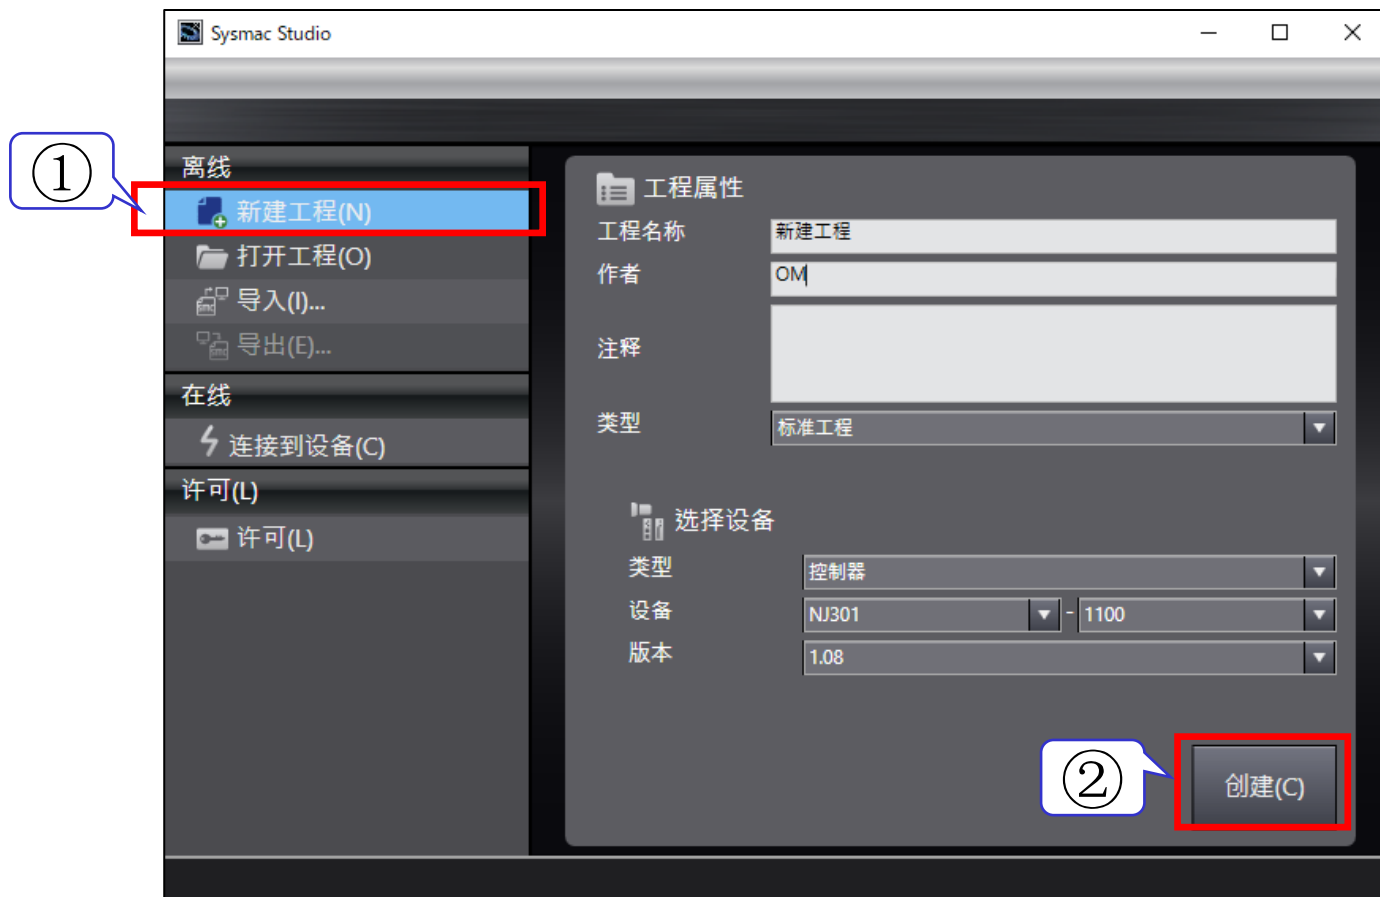 Sysmac Studio
①
离线
新建工程(N)
打开工程(O)
导入(I)...
导出(E)...
在线
连接到设备(C)
许可(L)
许可(L)
工程属性
工程名称 新建工程
作者 OM
注释
类型 标准工程
选择设备
类型 控制器
设备 NJ301 - 1100
版本 1.08
②
创建(C)